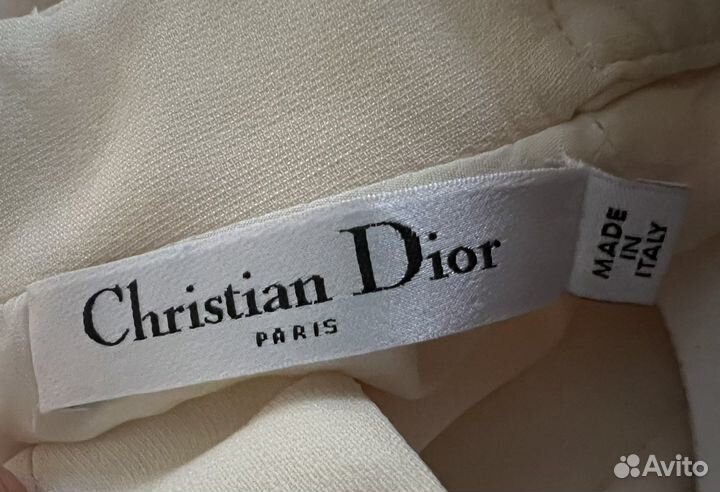 Christian Dior
PARIS
MADE
IN
ITALY
Avito